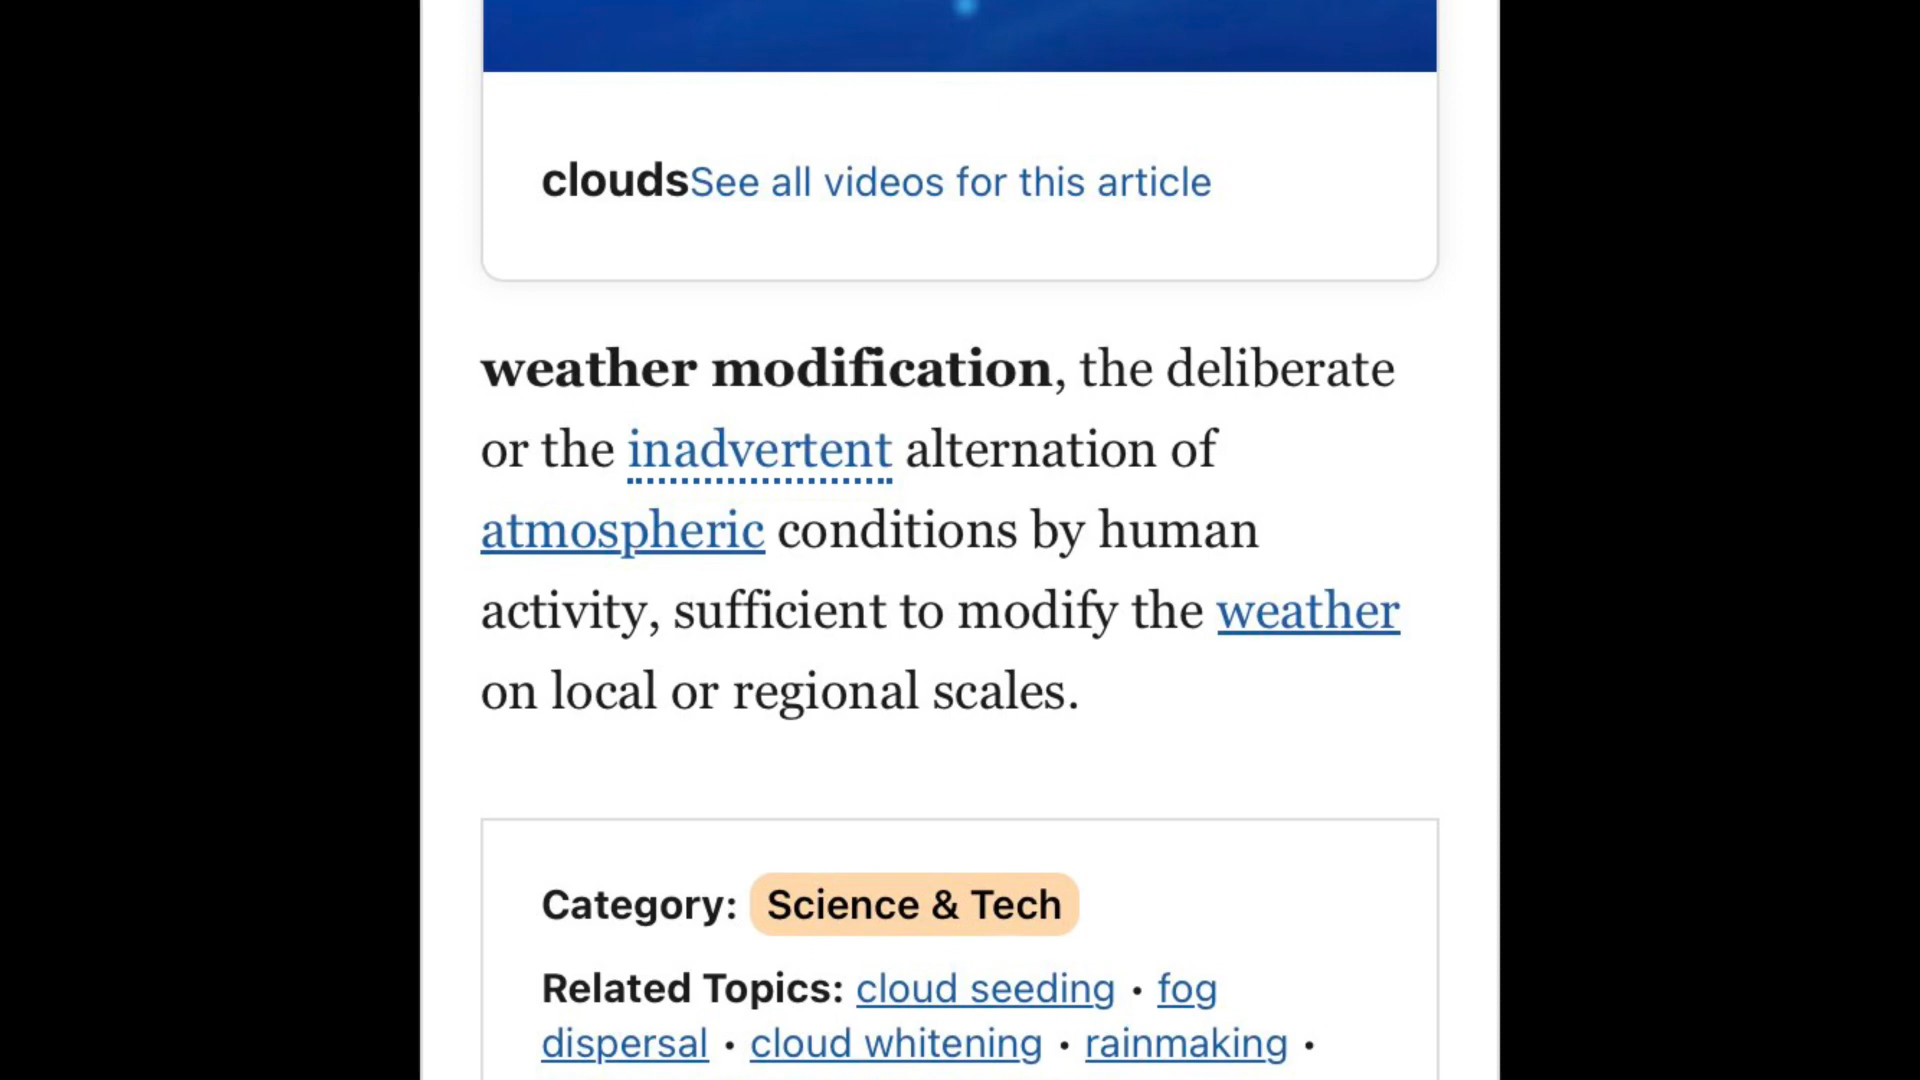 cloudsSee all videos for this article
weather modification, the deliberate
or the inadvertent alternation of
atmospheric conditions by human
activity, sufficient to modify the weather
on local or regional scales.
Category: Science & Tech
Related Topics: cloud seeding • fog
dispersal • cloud whitening • rainmaking •